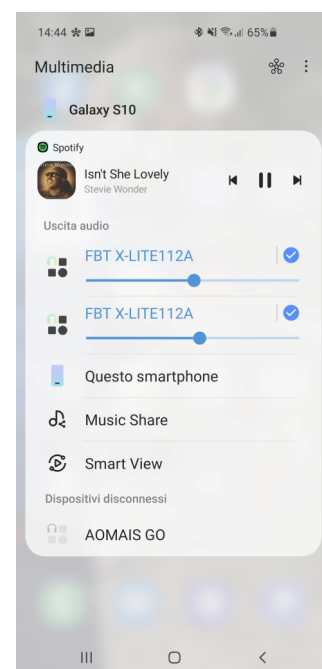 14:44 65%
Multimedia
Galaxy S10
Spotify
Isn't She Lovely
Stevie Wonder
Uscita audio
FBT X-LITE112A
FBT X-LITE112A
Questo smartphone
Music Share
Smart View
Dispositivi disconnessi
AOMAIS GO